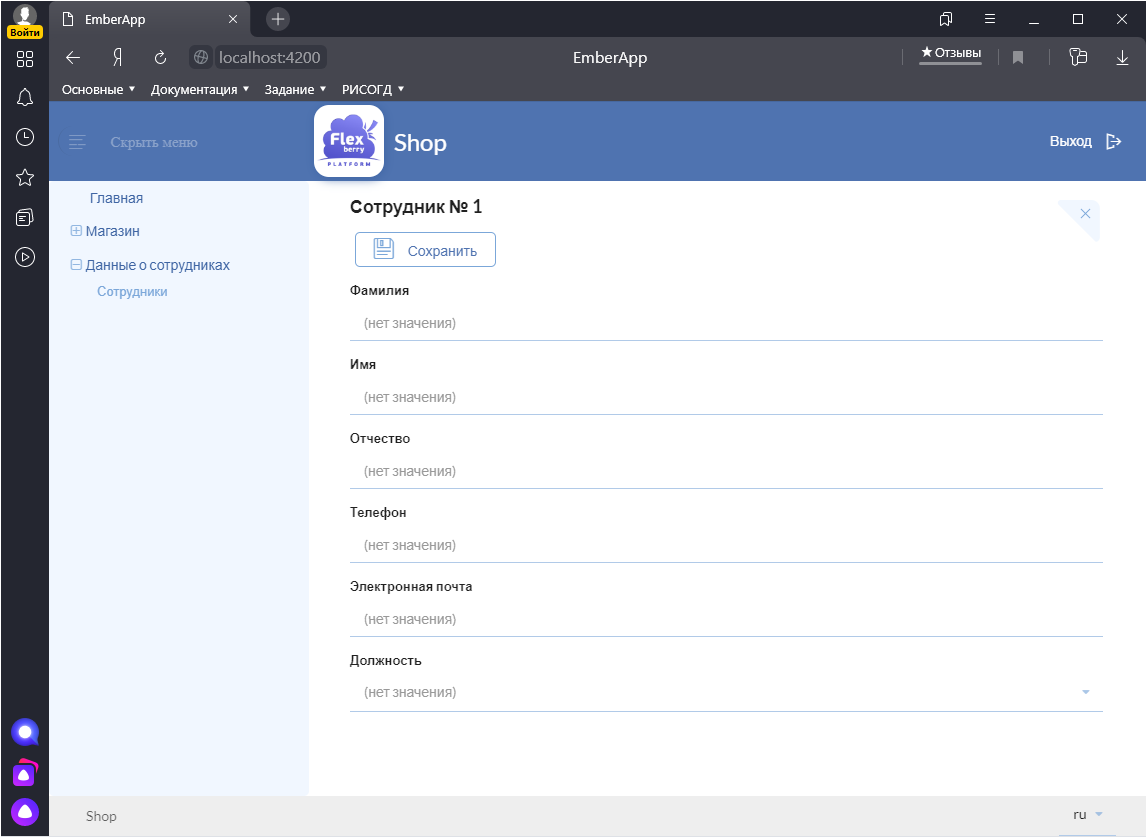 EmberApp
Войти
localhost:4200
EmberApp
Отзывы
Основные
Документация
Задание
РИСОГД
Скрыть меню
Flex
berry
PLATFORM
Shop
Выход
Главная
Магазин
Данные о сотрудниках
Сотрудники
Сотрудник № 1
Сохранить
Фамилия
(нет значения)
Имя
(нет значения)
Отчество
(нет значения)
Телефон
(нет значения)
Электронная почта
(нет значения)
Должность
(нет значения)
Shop
ru